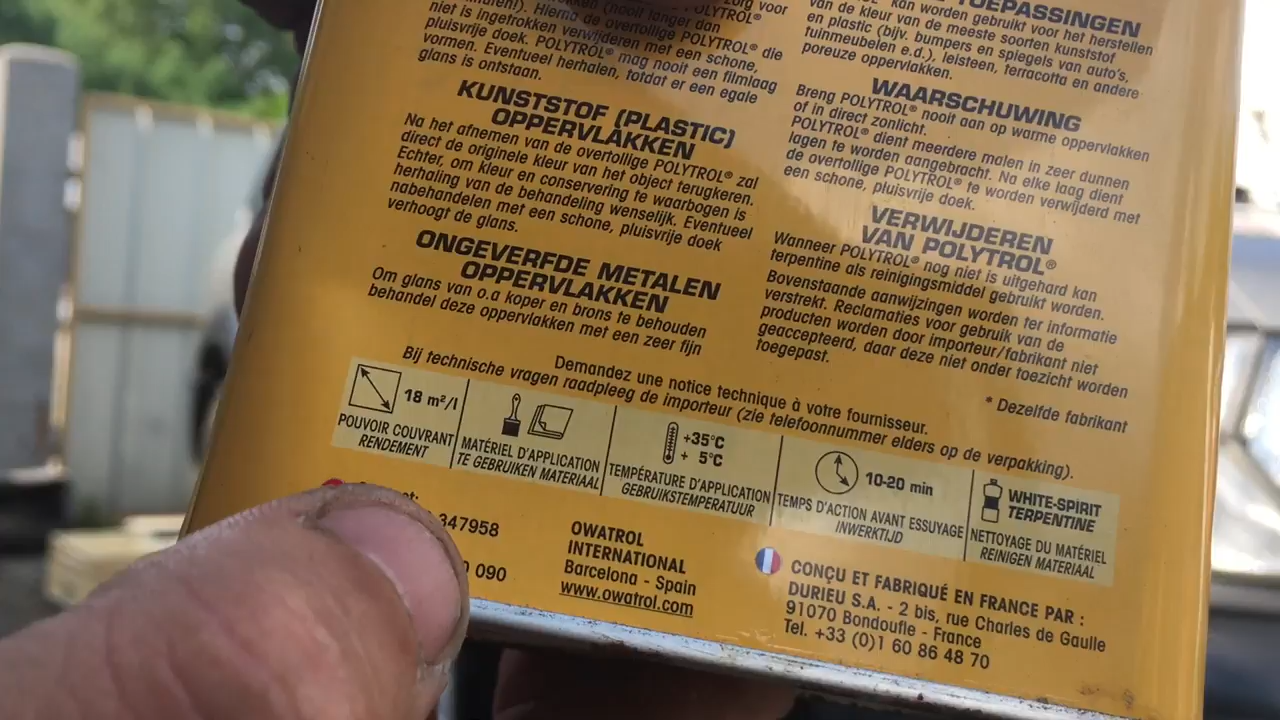 zorg voor
niet is ingetrokken verwijderen met een schone,
pluisvrije doek. POLYTROL® mag nooit een filmlaag
vormen. Eventueel herhalen, totdat er een egale
glans is ontstaan.
KUNSTSTOF (PLASTIC)
OPPERVLAKKEN
Na het afnemen van de overtollige POLYTROL® zal
direct de originele kleur van het object terugkeren.
Echter, om kleur en conservering te waarbogen is
herhaling van de behandeling wenselijk. Eventueel
nabehandelen met een schone, pluisvrije doek
verhoogt de glans.
ONGEVERFDE METALEN
OPPERVLAKKEN
Om glans van o.a koper en brons te behouden
behandel deze oppervlakken met een zeer fijn
TOEPASSINGEN
kan worden gebruikt voor het herstellen
van de kleur van de meeste soorten kunststof
en plastic (bijv. bumpers en spiegels van auto's,
tuinmeubelen e.d.), leisteen, terracotta en andere
poreuze oppervlakken.
WAARSCHUWING
Breng POLYTROL® nooit aan op warme oppervlakken
of in direct zonlicht.
POLYTROL® dient meerdere malen in zeer dunnen
lagen te worden aangebracht. Na elke laag dient
de overtollige POLYTROL® te worden verwijderd met
een schone, pluisvrije doek.
VERWIJDEREN
VAN POLYTROL®
Wanneer POLYTROL® nog niet is uitgehard kan
terpentine als reinigingsmiddel gebruikt worden.
Bovenstaande aanwijzingen worden ter informatie
verstrekt. Reclamaties voor gebruik van de
producten worden door importeur/fabrikant niet
geaccepteerd, daar deze niet onder toezicht worden
toegepast.
* Dezelfde fabrikant
Demandez une notice technique à votre fournisseur.
Bij technische vragen raadpleeg de importeur (zie telefoonnummer elders op de verpakking).
18 m²/l
POUVOIR COUVRANT
RENDEMENT
MATÉRIEL D'APPLICATION
TE GEBRUIKEN MATERIAAL
+35°C
+ 5°C
TEMPÉRATURE D'APPLICATION
GEBRUIKSTEMPERATUUR
10-20 min
TEMPS D'ACTION AVANT ESSUYAGE
INWERKTIJD
WHITE-SPIRIT
TERPENTINE
NETTOYAGE DU MATÉRIEL
REINIGEN MATERIAAL
347958
090
OWATROL
INTERNATIONAL
Barcelona - Spain
www.owatrol.com
CONÇU ET FABRIQUÉ EN FRANCE PAR :
DURIEU S.A. - 2 bis, rue Charles de Gaulle
91070 Bondoufle - France
Tel. +33 (0)1 60 86 48 70